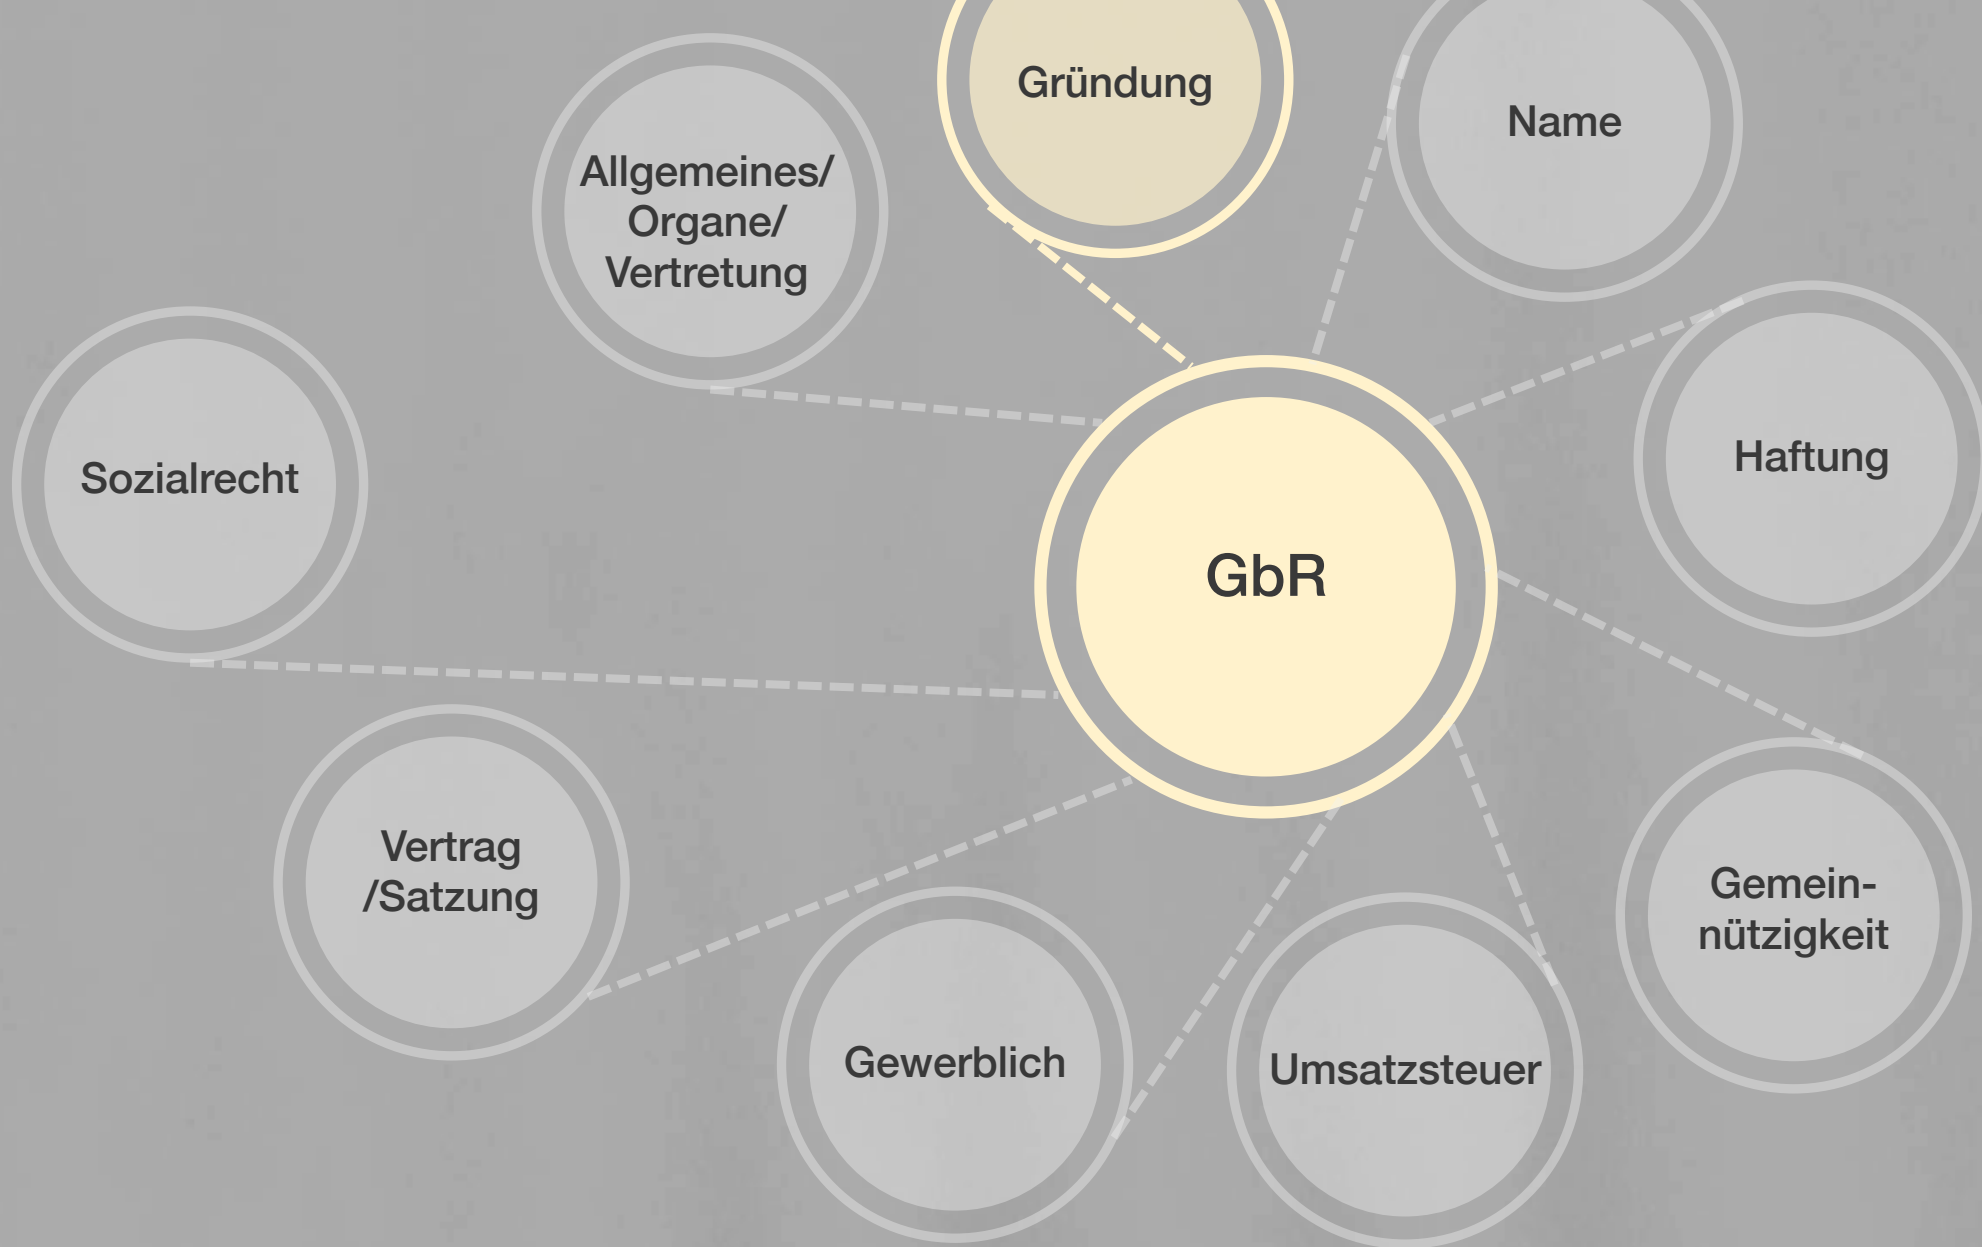 Gründung
Name
Allgemeines/
Organe/
Vertretung
Haftung
Sozialrecht
GbR
Vertrag
/Satzung
Gemein-
nützigkeit
Gewerblich
Umsatzsteuer